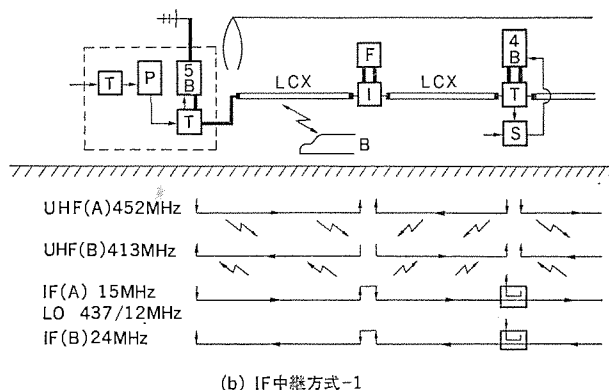 T P 5B T
LCX F I LCX 4B T S
B
UHF(A)452MHz
UHF(B)413MHz
IF(A) 15MHz
LO 437/12MHz
IF(B)24MHz
(b) IF中継方式-1